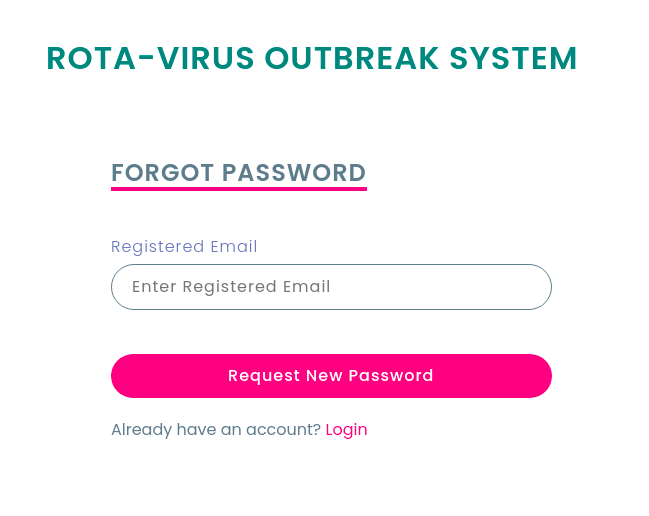 ROTA-VIRUS OUTBREAK SYSTEM
FORGOT PASSWORD
Registered Email
Enter Registered Email
Request New Password
Already have an account? Login